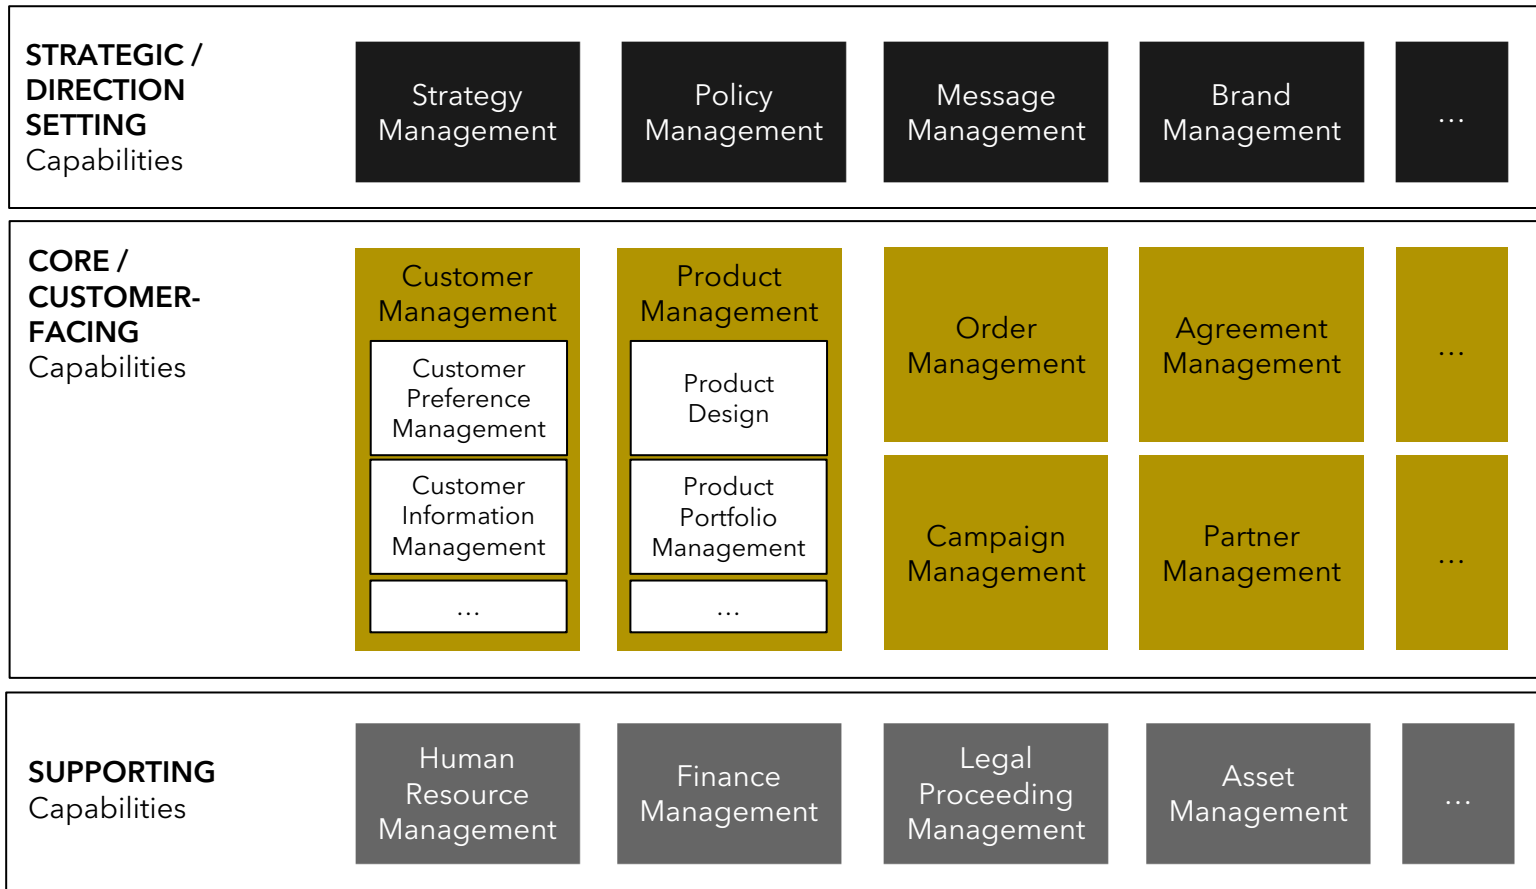 STRATEGIC /
DIRECTION
SETTING
Capabilities
Strategy
Management
Policy
Management
Message
Management
Brand
Management
...
CORE /
CUSTOMER-
FACING
Capabilities
Customer
Management
Customer
Preference
Management
Customer
Information
Management
...
Product
Management
Product
Design
Product
Portfolio
Management
...
Order
Management
Agreement
Management
...
Campaign
Management
Partner
Management
...
SUPPORTING
Capabilities
Human
Resource
Management
Finance
Management
Legal
Proceeding
Management
Asset
Management
...